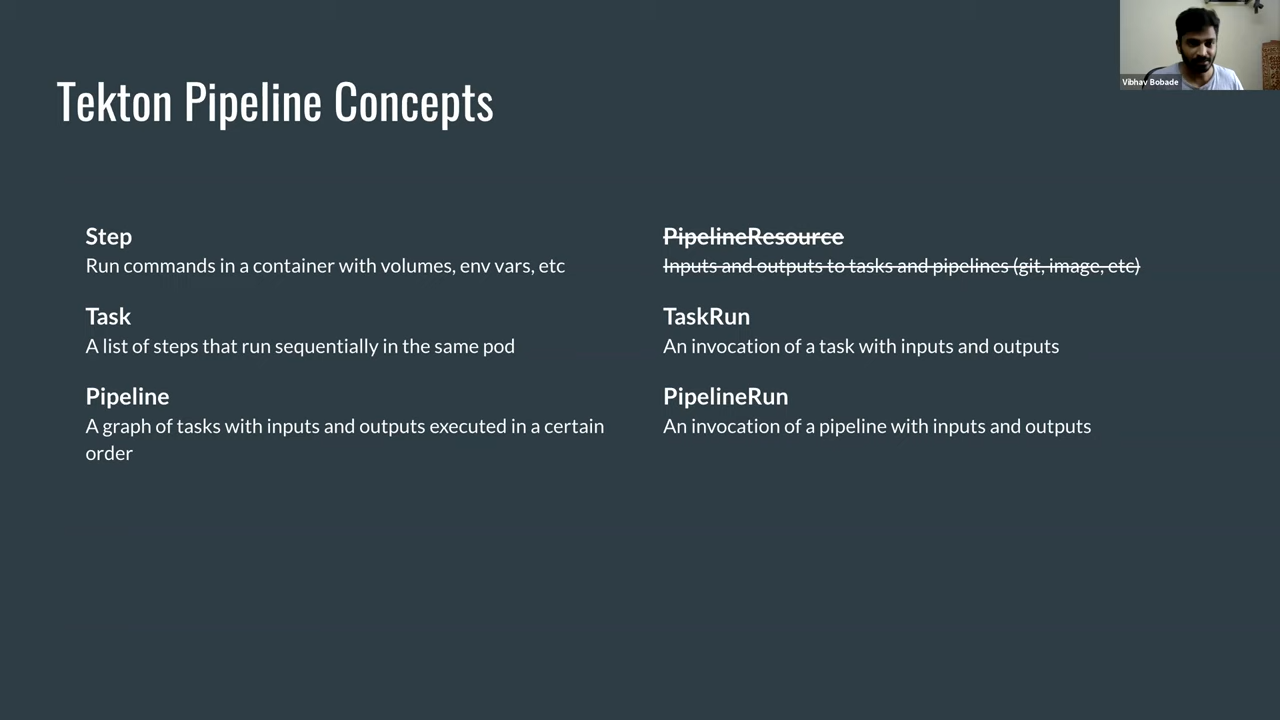 Tekton Pipeline Concepts
Vibhav Bobade
Step
Run commands in a container with volumes, env vars, etc
Task
A list of steps that run sequentially in the same pod
Pipeline
A graph of tasks with inputs and outputs executed in a certain
order
PipelineResource
Inputs and outputs to tasks and pipelines (git, image, etc)
TaskRun
An invocation of a task with inputs and outputs
PipelineRun
An invocation of a pipeline with inputs and outputs